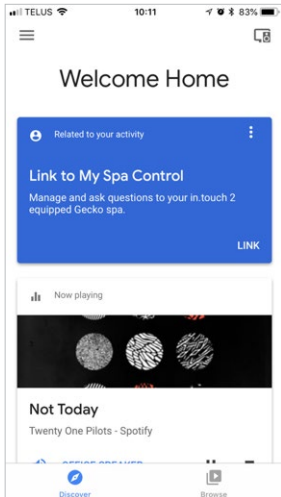 TELUS 10:11 83%
Welcome Home
Related to your activity
Link to My Spa Control
Manage and ask questions to your in.touch 2
equipped Gecko spa.
LINK
Now playing
Not Today
Twenty One Pilots - Spotify
OFFICE SPEAKER
Discover Browse